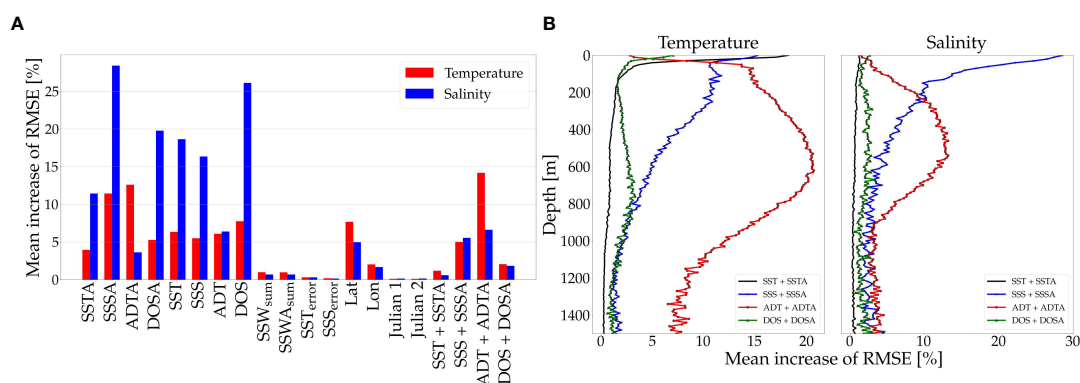 A
B
Temperature
Salinity
Mean increase of RMSE [%]
25
20
15
10
5
0
Temperature
Salinity
SSTA
SSSA
ADTA
DOSA
SST
SSS
ADT
DOS
SSWsum
SSWAsum
SSTerror
SSSerror
Lat
Lon
Julian 1
Julian 2
SST + SSTA
SSS + SSSA
ADT + ADTA
DOS + DOSA
Depth [m]
0
200
400
600
800
1000
1200
1400
0 5 10 15 20
SST + SSTA
SSS + SSSA
ADT + ADTA
DOS + DOSA
0 10 20 30
SST + SSTA
SSS + SSSA
ADT + ADTA
DOS + DOSA
Mean increase of RMSE [%]